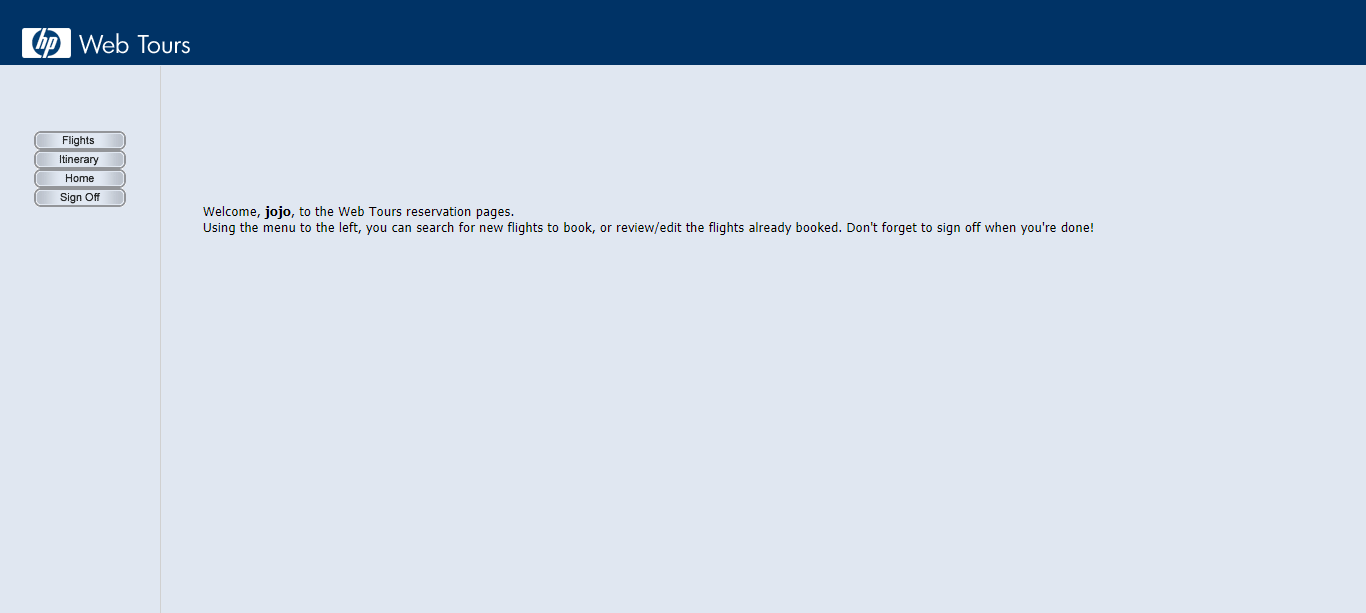 hp Web Tours
Flights
Itinerary
Home
Sign Off
Welcome, jojo, to the Web Tours reservation pages.
Using the menu to the left, you can search for new flights to book, or review/edit the flights already booked. Don't forget to sign off when you're done!